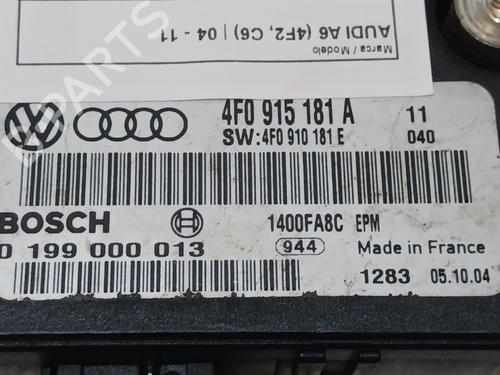 Marca / Modelo
AUDI A6 (4F2, C6) | 04 - 11
4F0 915 181 A 11
SW:4F0 910 181 E 040
BOSCH 1400FA8C EPM
0 199 000 013 944 Made in France
1283 05.10.04